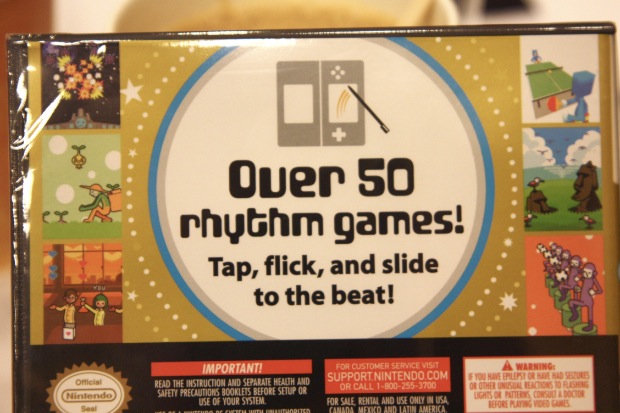 Over 50
rhythm games!
Tap, flick, and slide
to the beat!
YOU
Official
Nintendo
Seal
IMPORTANT!
READ THE INSTRUCTION AND SEPARATE HEALTH AND
SAFETY PRECAUTIONS BOOKLETS BEFORE SETUP OR
USE OF YOUR SYSTEM.
FOR CUSTOMER SERVICE VISIT
SUPPORT.NINTENDO.COM
OR CALL 1-800-255-3700
FOR SALE, RENTAL AND USE ONLY IN USA,
CANADA, MEXICO AND LATIN AMERICA.
WARNING:
IF YOU HAVE EPILEPSY OR HAVE HAD SEIZURES
OR OTHER UNUSUAL REACTIONS TO FLASHING
LIGHTS OR PATTERNS, CONSULT A DOCTOR
BEFORE PLAYING VIDEO GAMES.